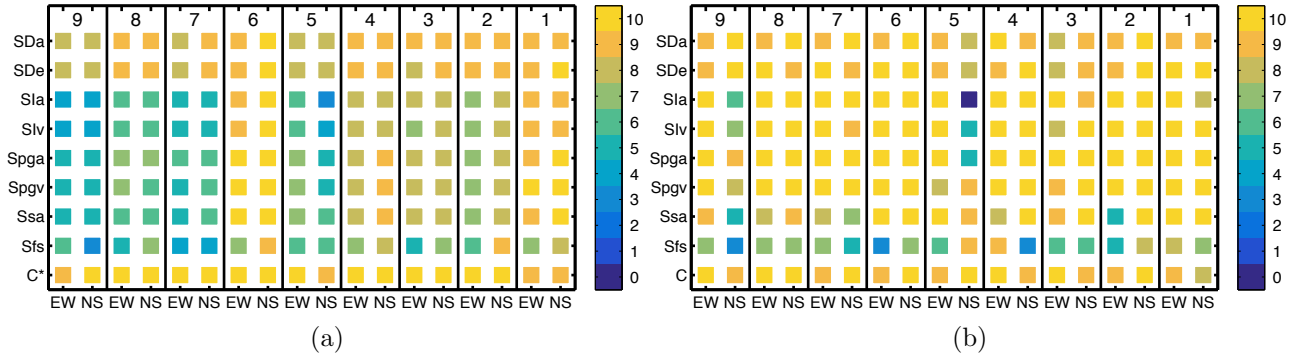 9 8 7 6 5 4 3 2 1
SDa
SDe
SIa
SIv
Spga
Spgv
Ssa
Sfs
C*
EW NS EW NS EW NS EW NS EW NS EW NS EW NS EW NS EW NS
10
9
8
7
6
5
4
3
2
1
0
(a)
9 8 7 6 5 4 3 2 1
SDa
SDe
SIa
SIv
Spga
Spgv
Ssa
Sfs
C
EW NS EW NS EW NS EW NS EW NS EW NS EW NS EW NS EW NS
10
9
8
7
6
5
4
3
2
1
0
(b)